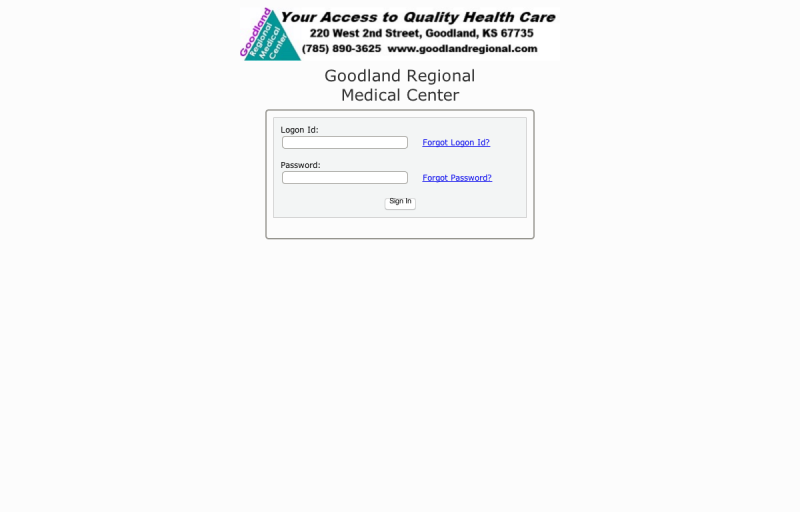 Goodland
Regional
Medical
Center
Your Access to Quality Health Care
220 West 2nd Street, Goodland, KS 67735
(785) 890-3625 www.goodlandregional.com
Goodland Regional
Medical Center
Logon Id:
Forgot Logon Id?
Password:
Forgot Password?
Sign In